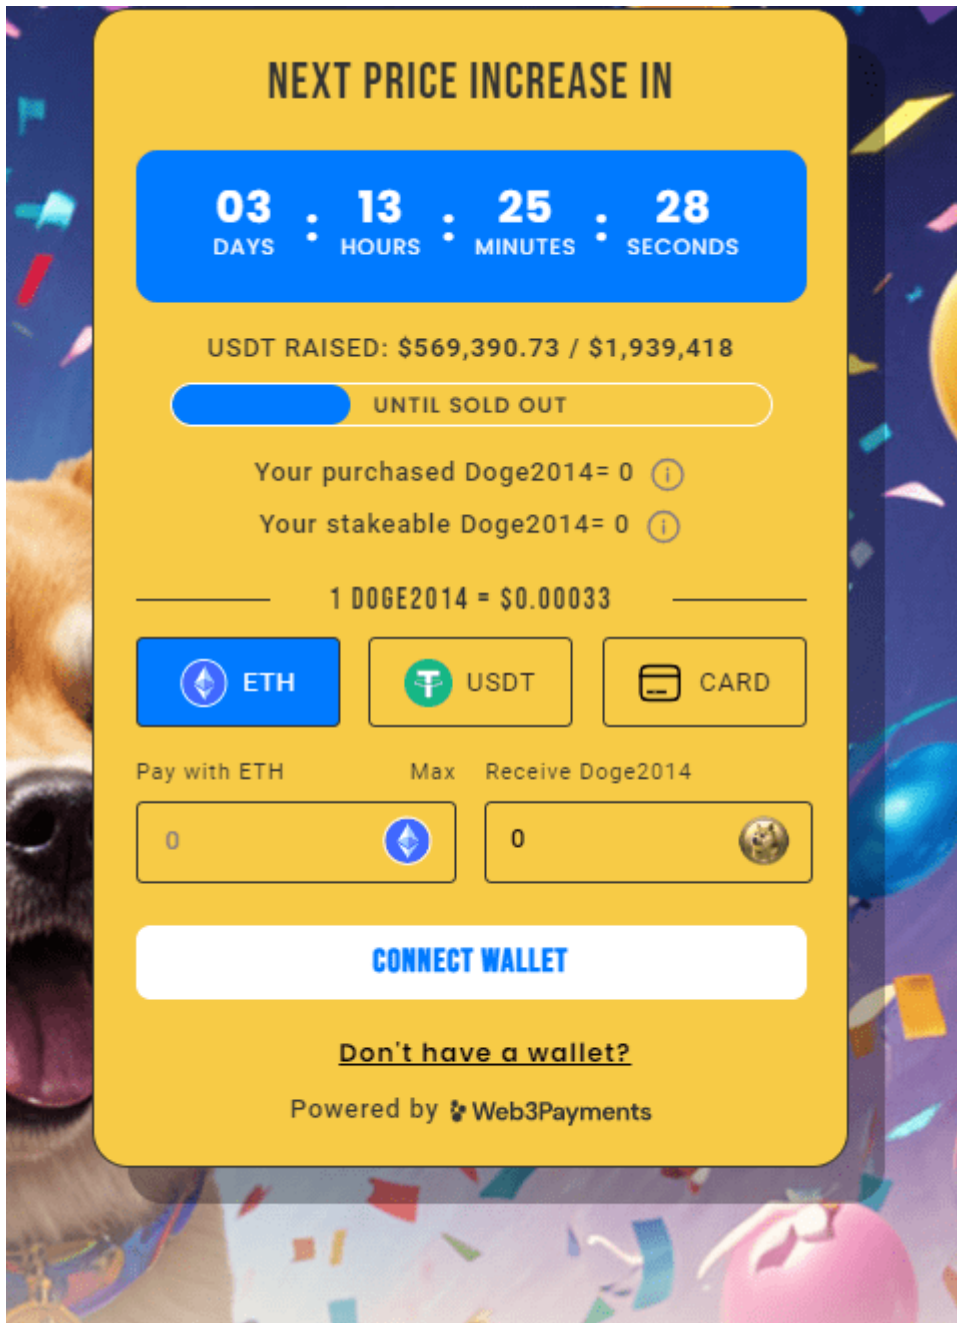 NEXT PRICE INCREASE IN
03 : 13 : 25 : 28
DAYS HOURS MINUTES SECONDS
USDT RAISED: $569,390.73 / $1,939,418
UNTIL SOLD OUT
Your purchased Doge2014= 0
Your stakeable Doge2014= 0
1 DOGE2014 = $0.00033
ETH USDT CARD
Pay with ETH Max Receive Doge2014
0 0
CONNECT WALLET
Don't have a wallet?
Powered by Web3Payments